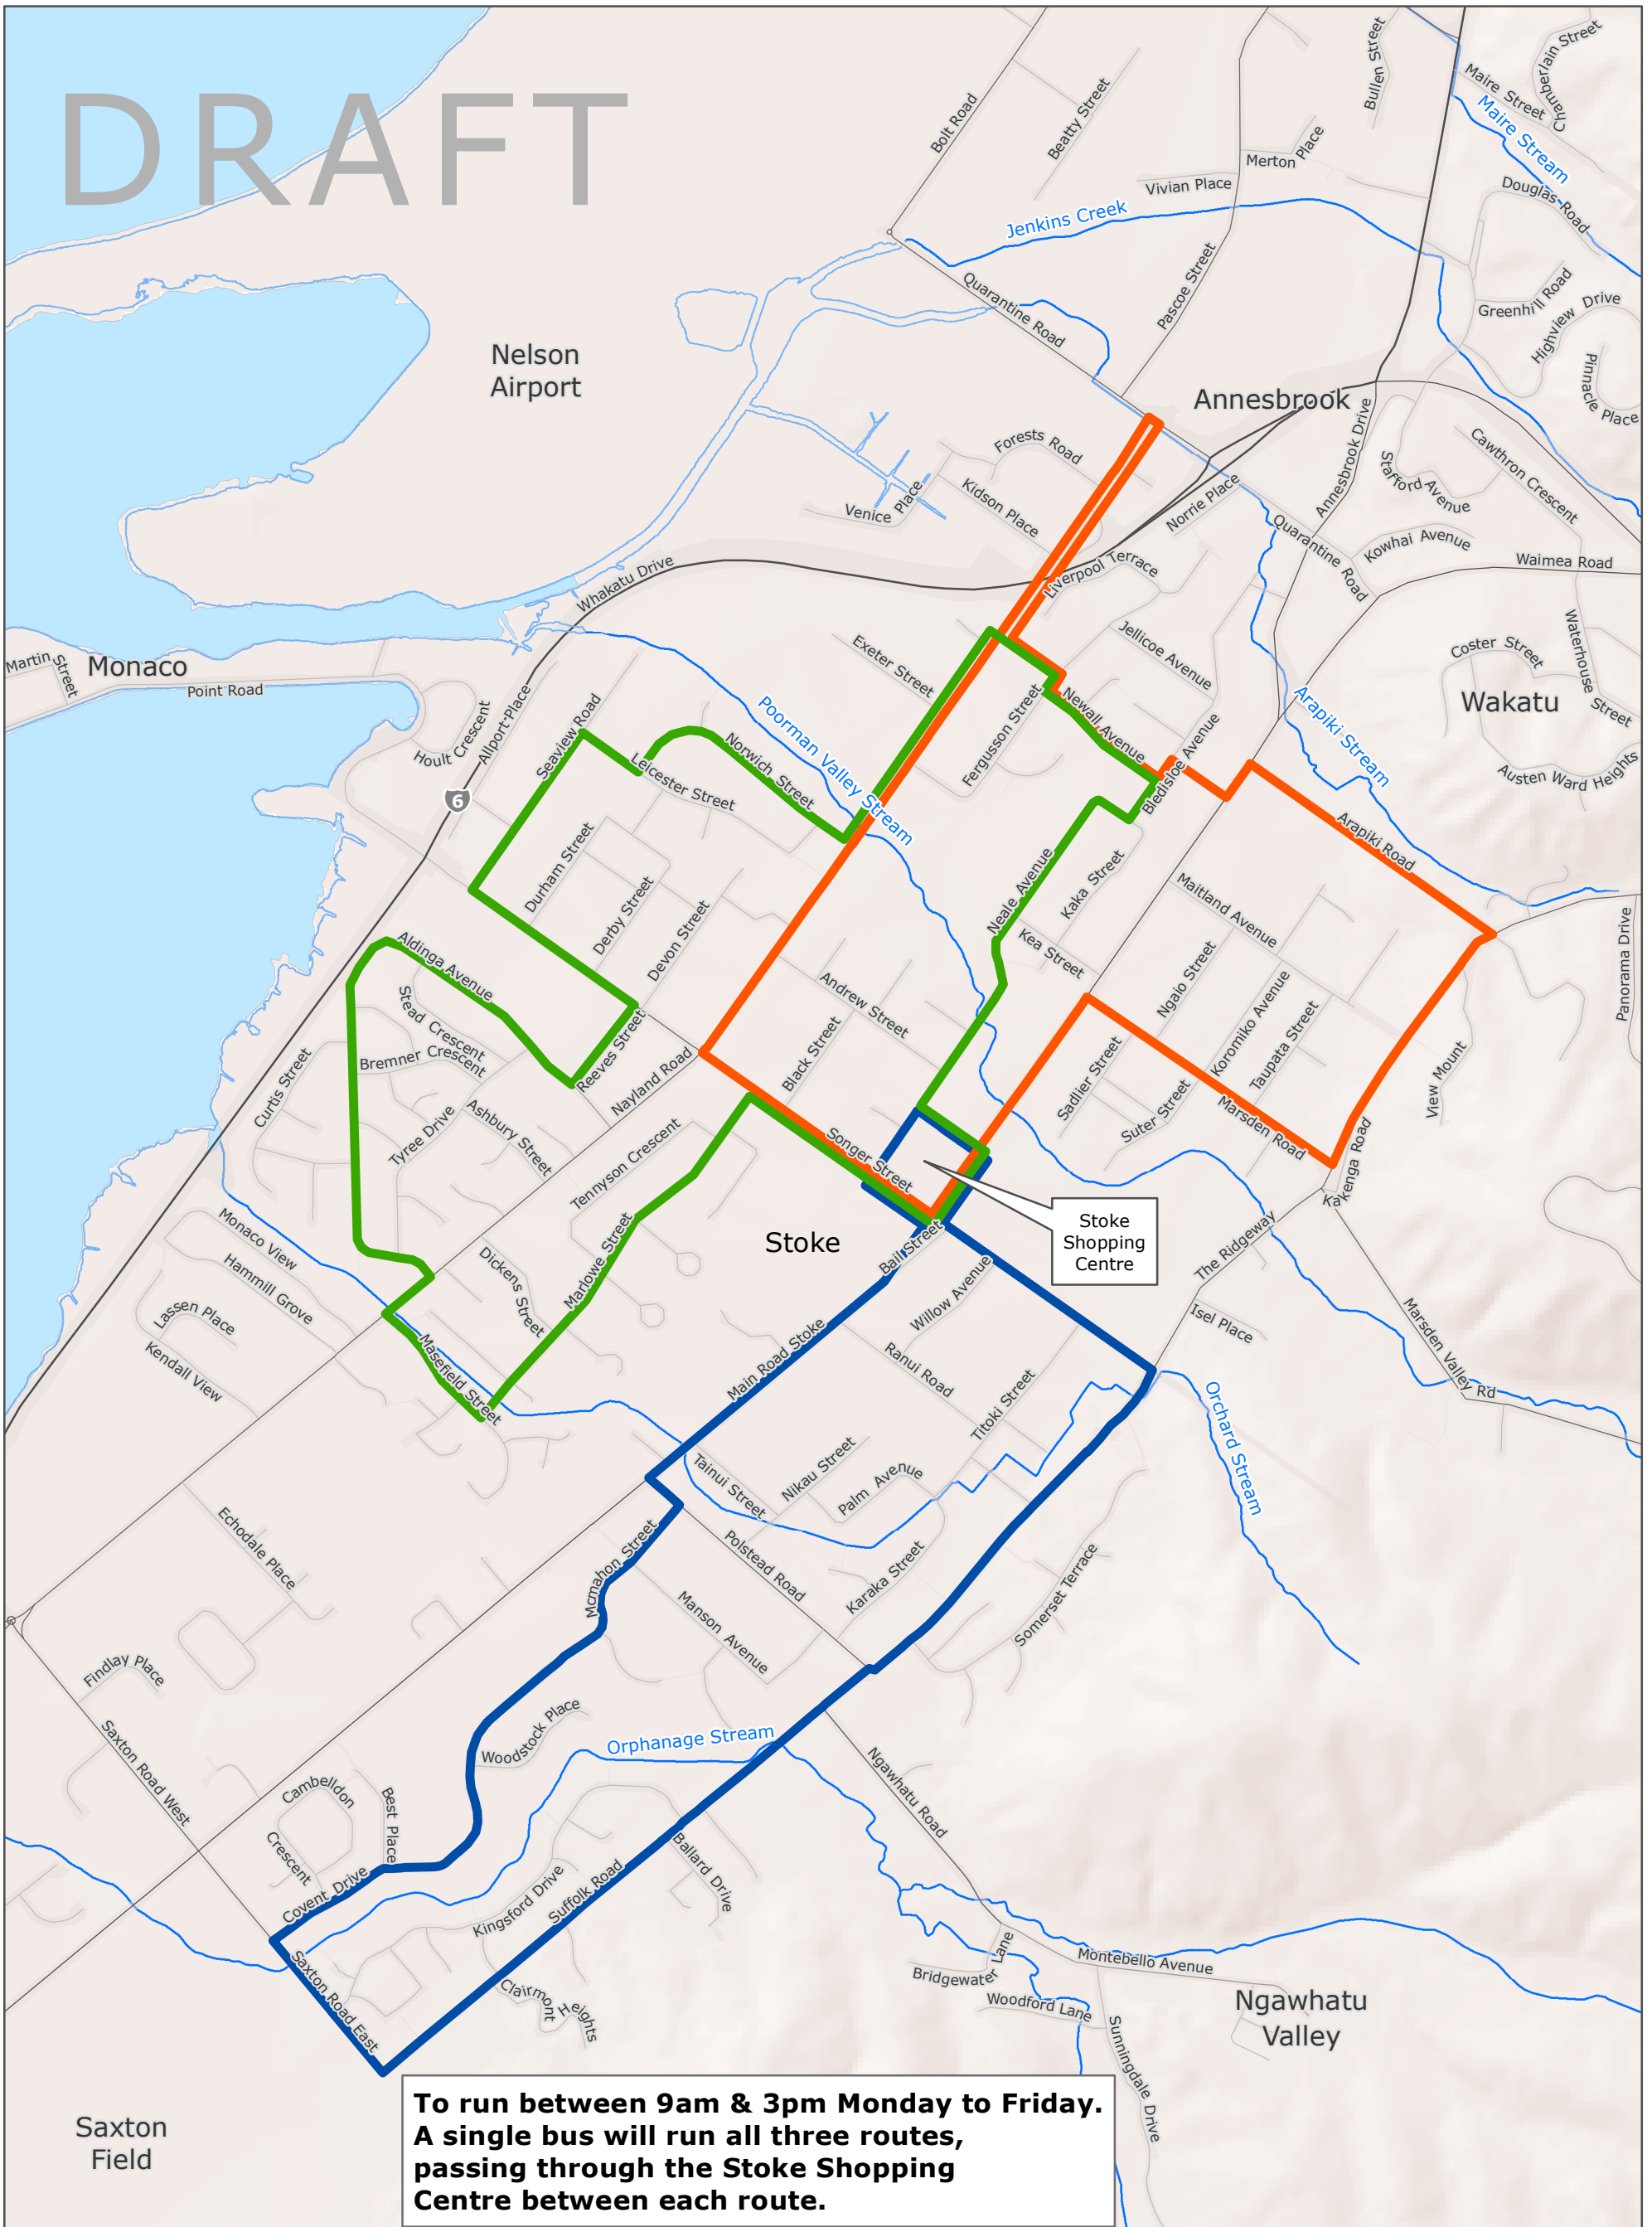 DRAFT
Bolt Road
Beatty Street
Bullen Street
Chamberlain Street
Maire Street
Maire Stream
Merton Place
Vivian Place
Douglas Road
Jenkins Creek
Pascoe Street
Quarantine Road
Greenhill Road
Highview Drive
Pinnacle Place
Nelson
Airport
Annesbrook
Annesbrook Drive
Forests Road
Kidson Place
Venice Place
Norrie Place
Stafford Avenue
Cawthron Crescent
Quarantine Road
Kowhai Avenue
Waimea Road
Whakatu Drive
Liverpool Terrace
Jellicoe Avenue
Waterhouse Street
Coster Street
Wakatu
Austen Ward Heights
Martin Street
Monaco
Point Road
Exeter Street
Hoult Crescent
Allport Place
Seaview Road
Poorman Valley Stream
Fergusson Street
Newall Avenue
Bledisloe Avenue
Arapiki Stream
6
Leicester Street
Norwich Street
Arapiki Road
Durham Street
Derby Street
Devon Street
Neale Avenue
Kaka Street
Kea Street
Maitland Avenue
Panorama Drive
Aldinga Avenue
Stead Crescent
Bremner Crescent
Reeves Street
Nayland Road
Andrew Street
Black Street
Ngaio Street
Koromiko Avenue
Taupata Street
Sadlier Street
Suter Street
Marsden Road
View Mount
Curtis Street
Tyree Drive
Ashbury Street
Tennyson Crescent
Songer Street
Kakenga Road
Stoke
Shopping
Centre
Stoke
Bail Street
The Ridgeway
Monaco View
Hammill Grove
Lassen Place
Kendall View
Dickens Street
Marlowe Street
Masefield Street
Willow Avenue
Isel Place
Main Road Stoke
Ranui Road
Titoki Street
Marsden Valley Rd
Orchard Stream
Tainui Street
Nikau Street
Palm Avenue
Echodale Place
Mcmahon Street
Polstead Road
Karaka Street
Manson Avenue
Somerset Terrace
Findlay Place
Woodstock Place
Orphanage Stream
Saxton Road West
Cambelldon Crescent
Best Place
Ngawhatu Road
Covent Drive
Kingsford Drive
Suffolk Road
Ballard Drive
Saxton Road East
Clairmont Heights
Bridgewater Lane
Montebello Avenue
Woodford Lane
Ngawhatu
Valley
Sunningdale Drive
Saxton
Field
To run between 9am & 3pm Monday to Friday.
A single bus will run all three routes,
passing through the Stoke Shopping
Centre between each route.